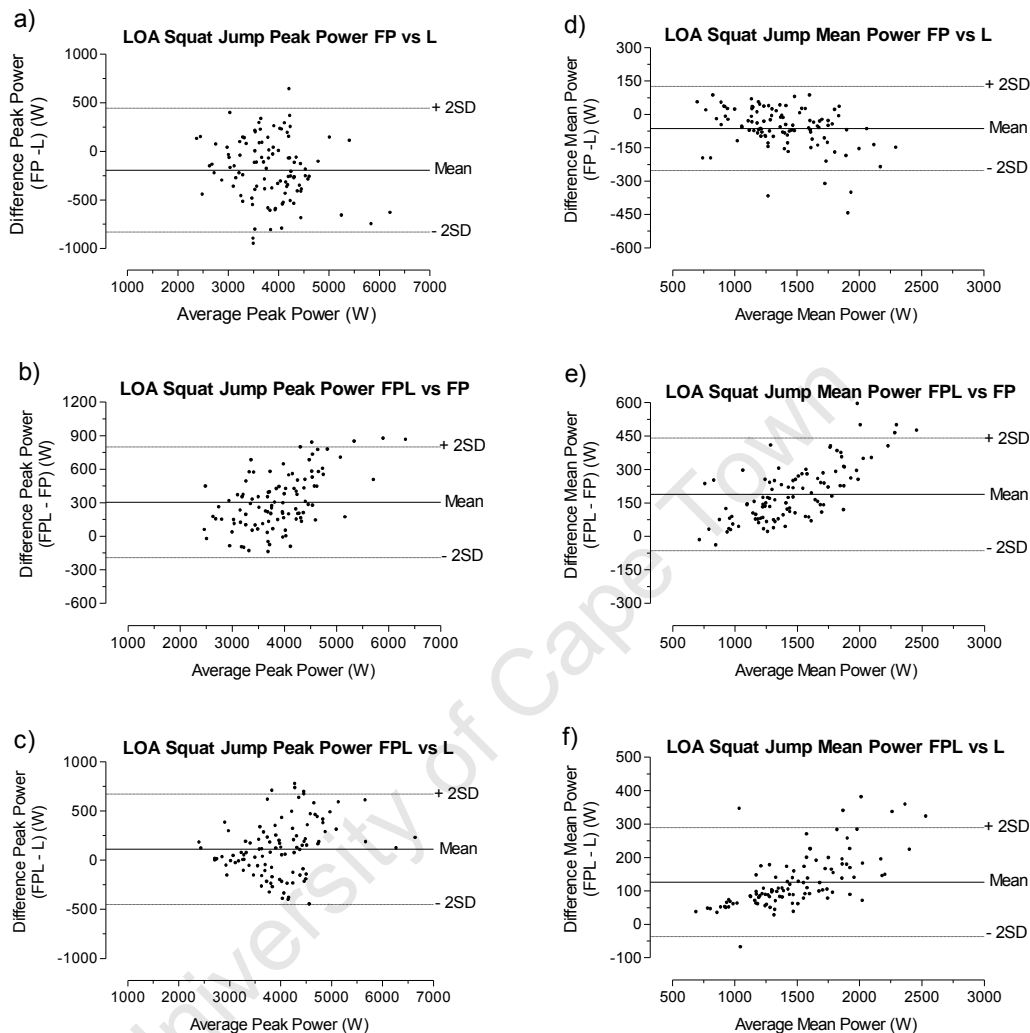 a)
LOA Squat Jump Peak Power FP vs L
Difference Peak Power
(FP -L) (W)
1000
500
0
-500
-1000
+ 2SD
Mean
- 2SD
1000 2000 3000 4000 5000 6000 7000
Average Peak Power (W)
b)
LOA Squat Jump Peak Power FPL vs FP
Difference Peak Power
(FPL - FP) (W)
1200
900
600
300
0
-300
-600
+ 2SD
Mean
- 2SD
1000 2000 3000 4000 5000 6000 7000
Average Peak Power (W)
c)
LOA Squat Jump Peak Power FPL vs L
Difference Peak Power
(FPL - L) (W)
1000
500
0
-500
-1000
+ 2SD
Mean
- 2SD
1000 2000 3000 4000 5000 6000 7000
Average Peak Power (W)
d)
LOA Squat Jump Mean Power FP vs L
Difference Mean Power
(FP -L) (W)
300
150
0
-150
-300
-450
-600
+ 2SD
Mean
- 2SD
500 1000 1500 2000 2500 3000
Average Mean Power (W)
e)
LOA Squat Jump Mean Power FPL vs FP
Difference Mean Power
(FPL - FP) (W)
600
450
300
150
0
-150
-300
+ 2SD
Mean
- 2SD
500 1000 1500 2000 2500 3000
Average Mean Power (W)
f)
LOA Squat Jump Mean Power FPL vs L
Difference Mean Power
(FPL - L) (W)
500
400
300
200
100
0
-100
+ 2SD
Mean
- 2SD
500 1000 1500 2000 2500 3000
Average Mean Power (W)
University of Cape Town